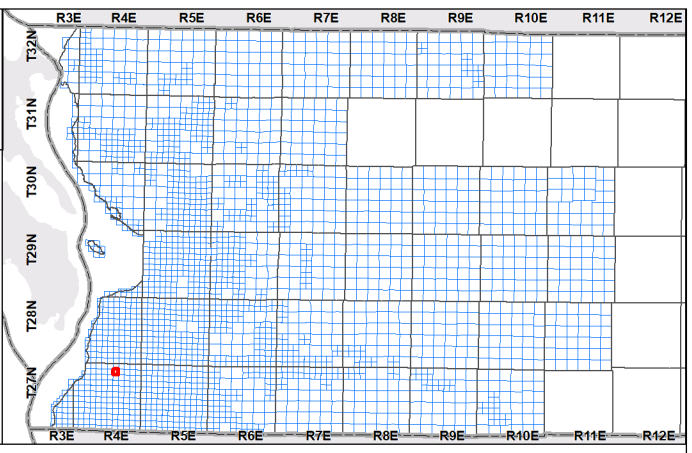 R3E R4E R5E R6E R7E R8E R9E R10E R11E R12E
T32N
T31N
T30N
T29N
T28N
T27N
R3E R4E R5E R6E R7E R8E R9E R10E R11E R12E